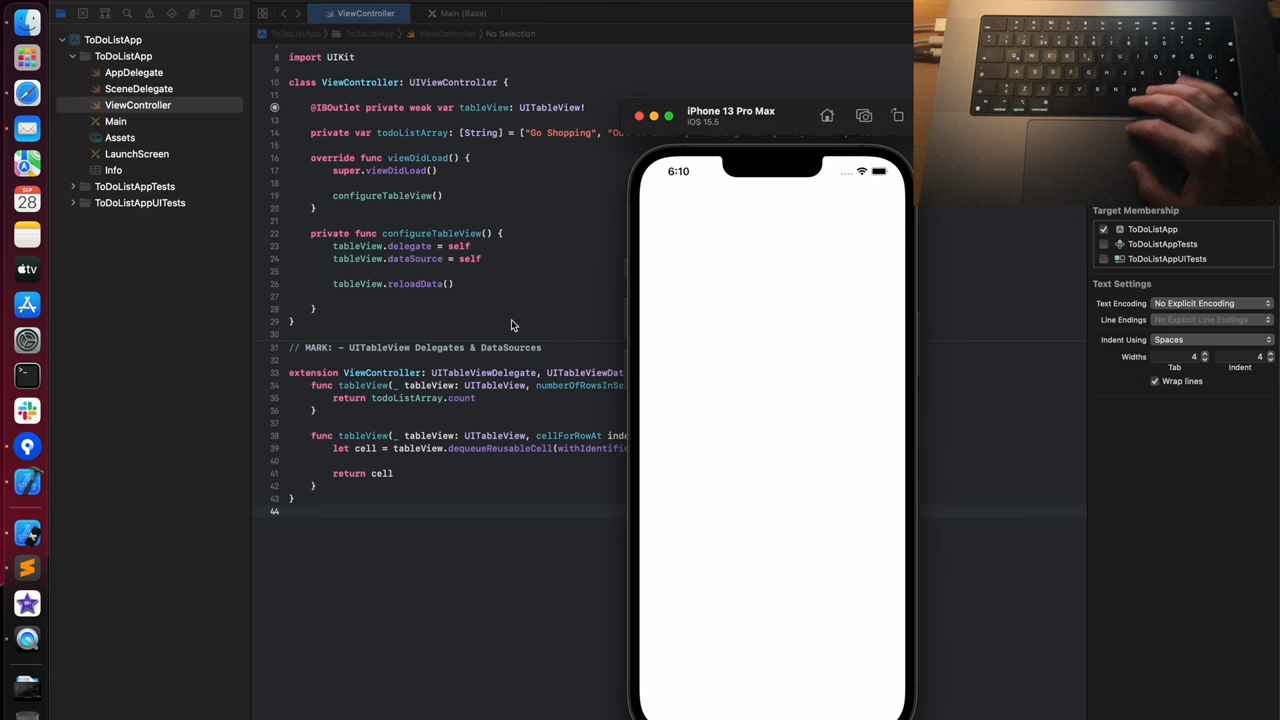 ViewController
Main (Base)
ToDoListApp
ToDoListApp
ViewController
No Selection
ToDoListApp
ToDoListApp
AppDelegate
SceneDelegate
ViewController
Main
Assets
LaunchScreen
Info
ToDoListAppTests
ToDoListAppUITests
SEP
28
tv
8 import UIKit
9
10 class ViewController: UIViewController {
11
@IBOutlet private weak var tableView: UITableView!
13
14 private var todoListArray: [String] = ["Go Shopping",
15
16 override func viewDidLoad() {
17 super.viewDidLoad()
18
19 configureTableView()
20 }
21
22 private func configureTableView() {
23 tableView.delegate = self
24 tableView.dataSource = self
25
26 tableView.reloadData()
27
28 }
29 }
30
31 // MARK: - UITableView Delegates & DataSources
32
33 extension ViewController: UITableViewDelegate, UITableViewDat
34 func tableView(_ tableView: UITableView, numberOfRowsInSe
35 return todoListArray.count
36 }
37
38 func tableView(_ tableView: UITableView, cellForRowAt inde
39 let cell = tableView.dequeueReusableCell(withIdentifie
40
41 return cell
42 }
43 }
44
iPhone 13 Pro Max
iOS 15.5
6:10
Target Membership
ToDoListApp
ToDoListAppTests
ToDoListAppUITests
Text Settings
Text Encoding No Explicit Encoding
Line Endings No Explicit Line Endings
Indent Using Spaces
Widths 4 4
Tab Indent
Wrap lines